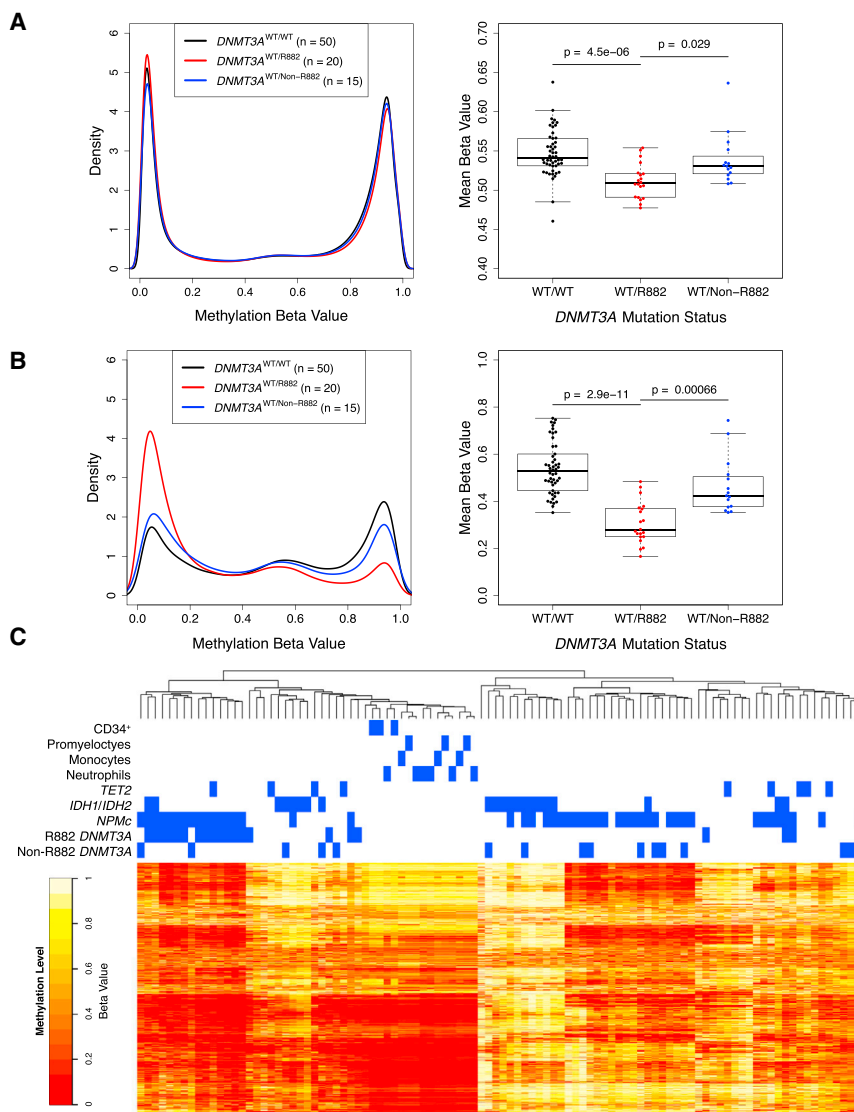 A
DNMT3A WT/WT (n = 50)
DNMT3A WT/R882 (n = 20)
DNMT3A WT/Non−R882 (n = 15)
Density
0 1 2 3 4 5 6
0.0 0.2 0.4 0.6 0.8 1.0
Methylation Beta Value
p = 4.5e−06
p = 0.029
Mean Beta Value
0.40 0.45 0.50 0.55 0.60 0.65 0.70
WT/WT WT/R882 WT/Non−R882
DNMT3A Mutation Status
B
DNMT3A WT/WT (n = 50)
DNMT3A WT/R882 (n = 20)
DNMT3A WT/Non−R882 (n = 15)
Density
0 1 2 3 4 5 6
0.0 0.2 0.4 0.6 0.8 1.0
Methylation Beta Value
p = 2.9e−11
p = 0.00066
Mean Beta Value
0.0 0.2 0.4 0.6 0.8 1.0
WT/WT WT/R882 WT/Non−R882
DNMT3A Mutation Status
C
CD34+
Promyeloctyes
Monocytes
Neutrophils
TET2
IDH1/IDH2
NPMc
R882 DNMT3A
Non-R882 DNMT3A
Methylation Level
Beta Value
0 0.2 0.4 0.6 0.8 1